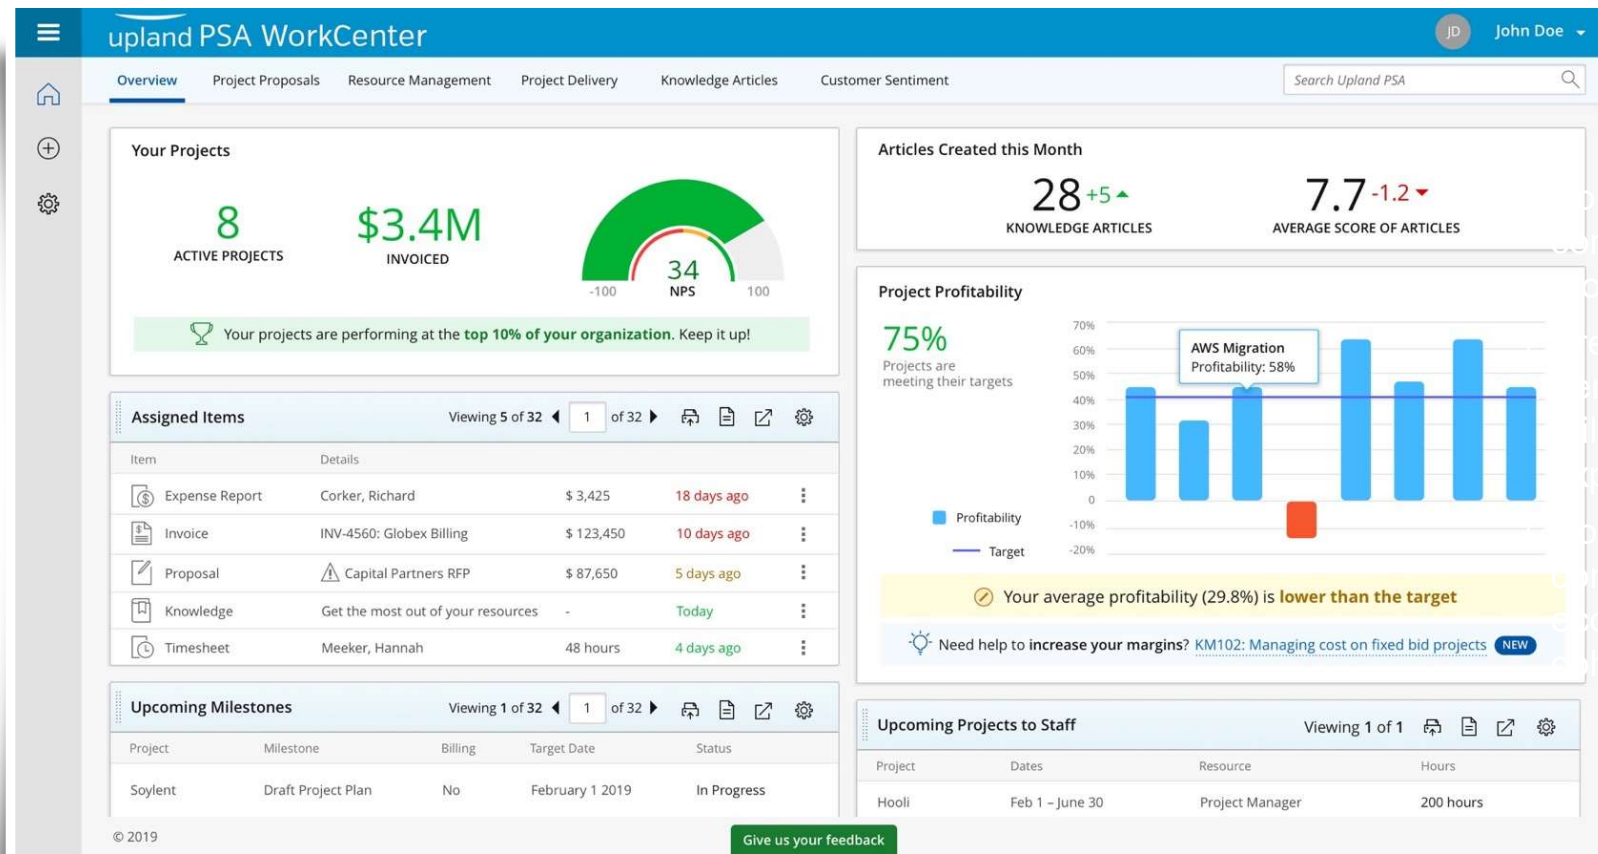 upland PSA WorkCenter
JD
John Doe
Overview
Project Proposals
Resource Management
Project Delivery
Knowledge Articles
Customer Sentiment
Search Upland PSA
Your Projects
8
ACTIVE PROJECTS
$3.4M
INVOICED
34
NPS
-100
100
Your projects are performing at the top 10% of your organization. Keep it up!
Articles Created this Month
28 +5
KNOWLEDGE ARTICLES
7.7 -1.2
AVERAGE SCORE OF ARTICLES
Project Profitability
75%
Projects are
meeting their targets
70%
60%
50%
40%
30%
20%
10%
0
-10%
-20%
AWS Migration
Profitability: 58%
Profitability
Target
Your average profitability (29.8%) is lower than the target
Need help to increase your margins? KM102: Managing cost on fixed bid projects NEW
Assigned Items
Viewing 5 of 32 1 of 32
Item Details
Expense Report Corker, Richard $ 3,425 18 days ago
Invoice INV-4560: Globex Billing $ 123,450 10 days ago
Proposal Capital Partners RFP $ 87,650 5 days ago
Knowledge Get the most out of your resources - Today
Timesheet Meeker, Hannah 48 hours 4 days ago
Upcoming Milestones
Viewing 1 of 32 1 of 32
Project Milestone Billing Target Date Status
Soylent Draft Project Plan No February 1 2019 In Progress
Upcoming Projects to Staff
Viewing 1 of 1
Project Dates Resource Hours
Hooli Feb 1 – June 30 Project Manager 200 hours
© 2019
Give us your feedback